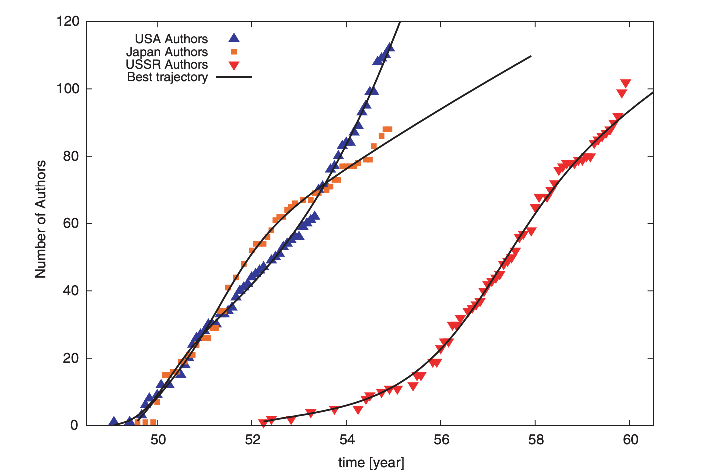 120
100
80
60
40
20
0
Number of Authors
USA Authors
Japan Authors
USSR Authors
Best trajectory
50 52 54 56 58 60
time [year]